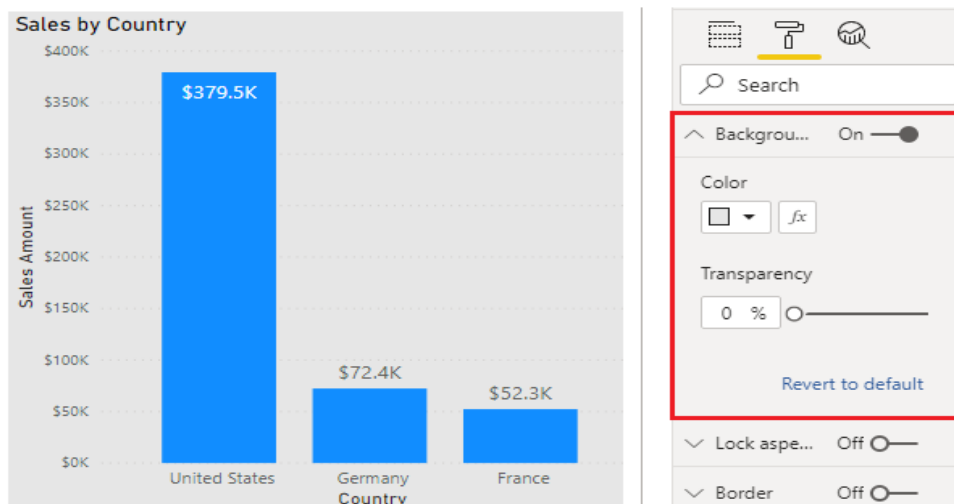 Sales by Country
$400K
$350K
$300K
$250K
$200K
$150K
$100K
$50K
$0K
Sales Amount
$379.5K
$72.4K
$52.3K
United States
Germany
France
Country
Search
Backgrou... On
Color
fx
Transparency
0 %
Revert to default
Lock aspe... Off
Border Off